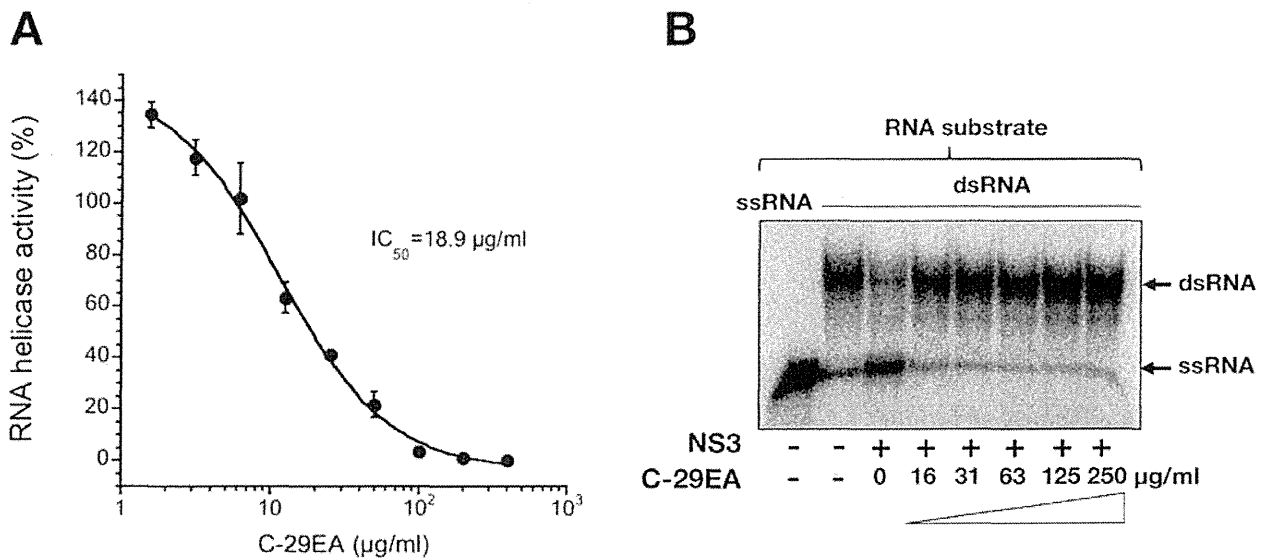 A
RNA helicase activity (%)
140
120
100
80
60
40
20
0
IC50=18.9 µg/ml
1
10
10²
10³
C-29EA (µg/ml)
B
RNA substrate
dsRNA
ssRNA
dsRNA
ssRNA
NS3 - - + + + + + +
C-29EA - - 0 16 31 63 125 250 µg/ml